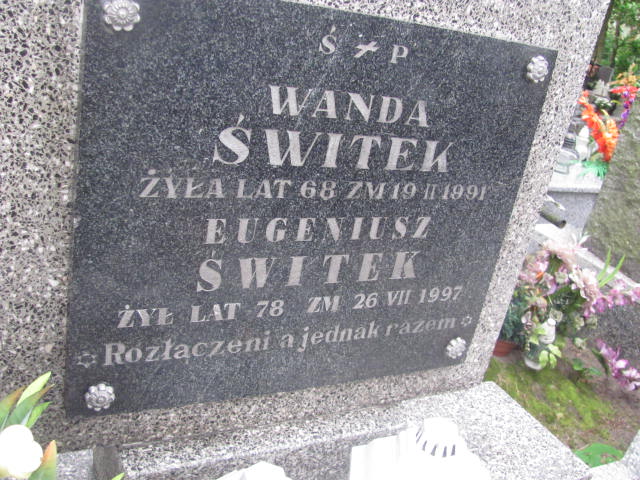 Ś P
WANDA
ŚWITEK
ŻYŁA LAT 68 ZM 19 II 1991
EUGENIUSZ
ŚWITEK
ŻYŁ LAT 78 ZM 26 VII 1997
Rozłączeni a jednak razem